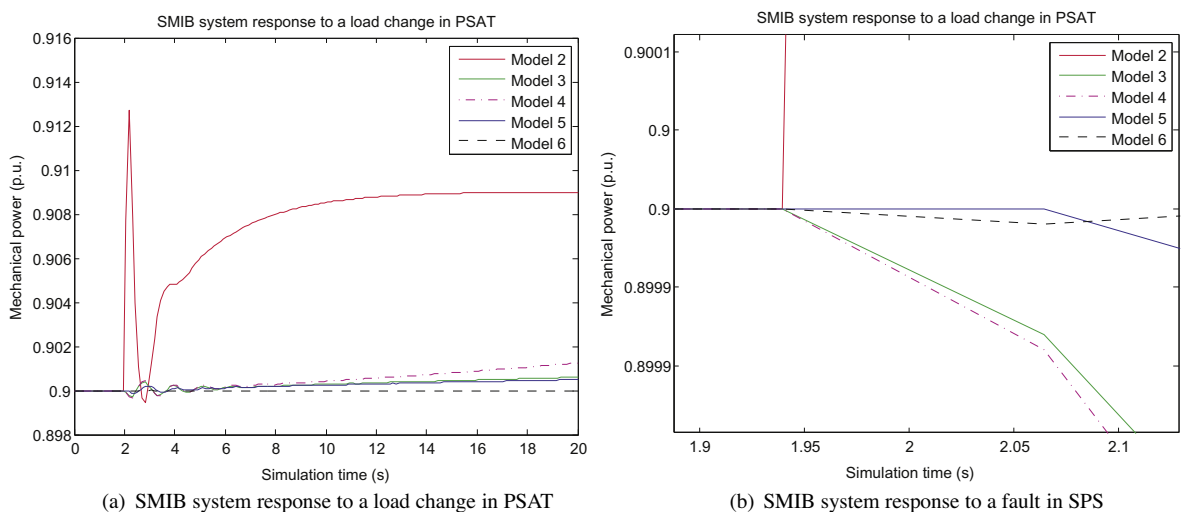 SMIB system response to a load change in PSAT
0.916
0.914
0.912
0.91
0.908
0.906
0.904
0.902
0.9
0.898
Mechanical power (p.u.)
Model 2
Model 3
Model 4
Model 5
Model 6
0 2 4 6 8 10 12 14 16 18 20
Simulation time (s)
(a) SMIB system response to a load change in PSAT
SMIB system response to a load change in PSAT
0.9001
0.9
0.9
0.8999
0.8999
Mechanical power (p.u.)
Model 2
Model 3
Model 4
Model 5
Model 6
1.9 1.95 2 2.05 2.1
Simulation time (s)
(b) SMIB system response to a fault in SPS